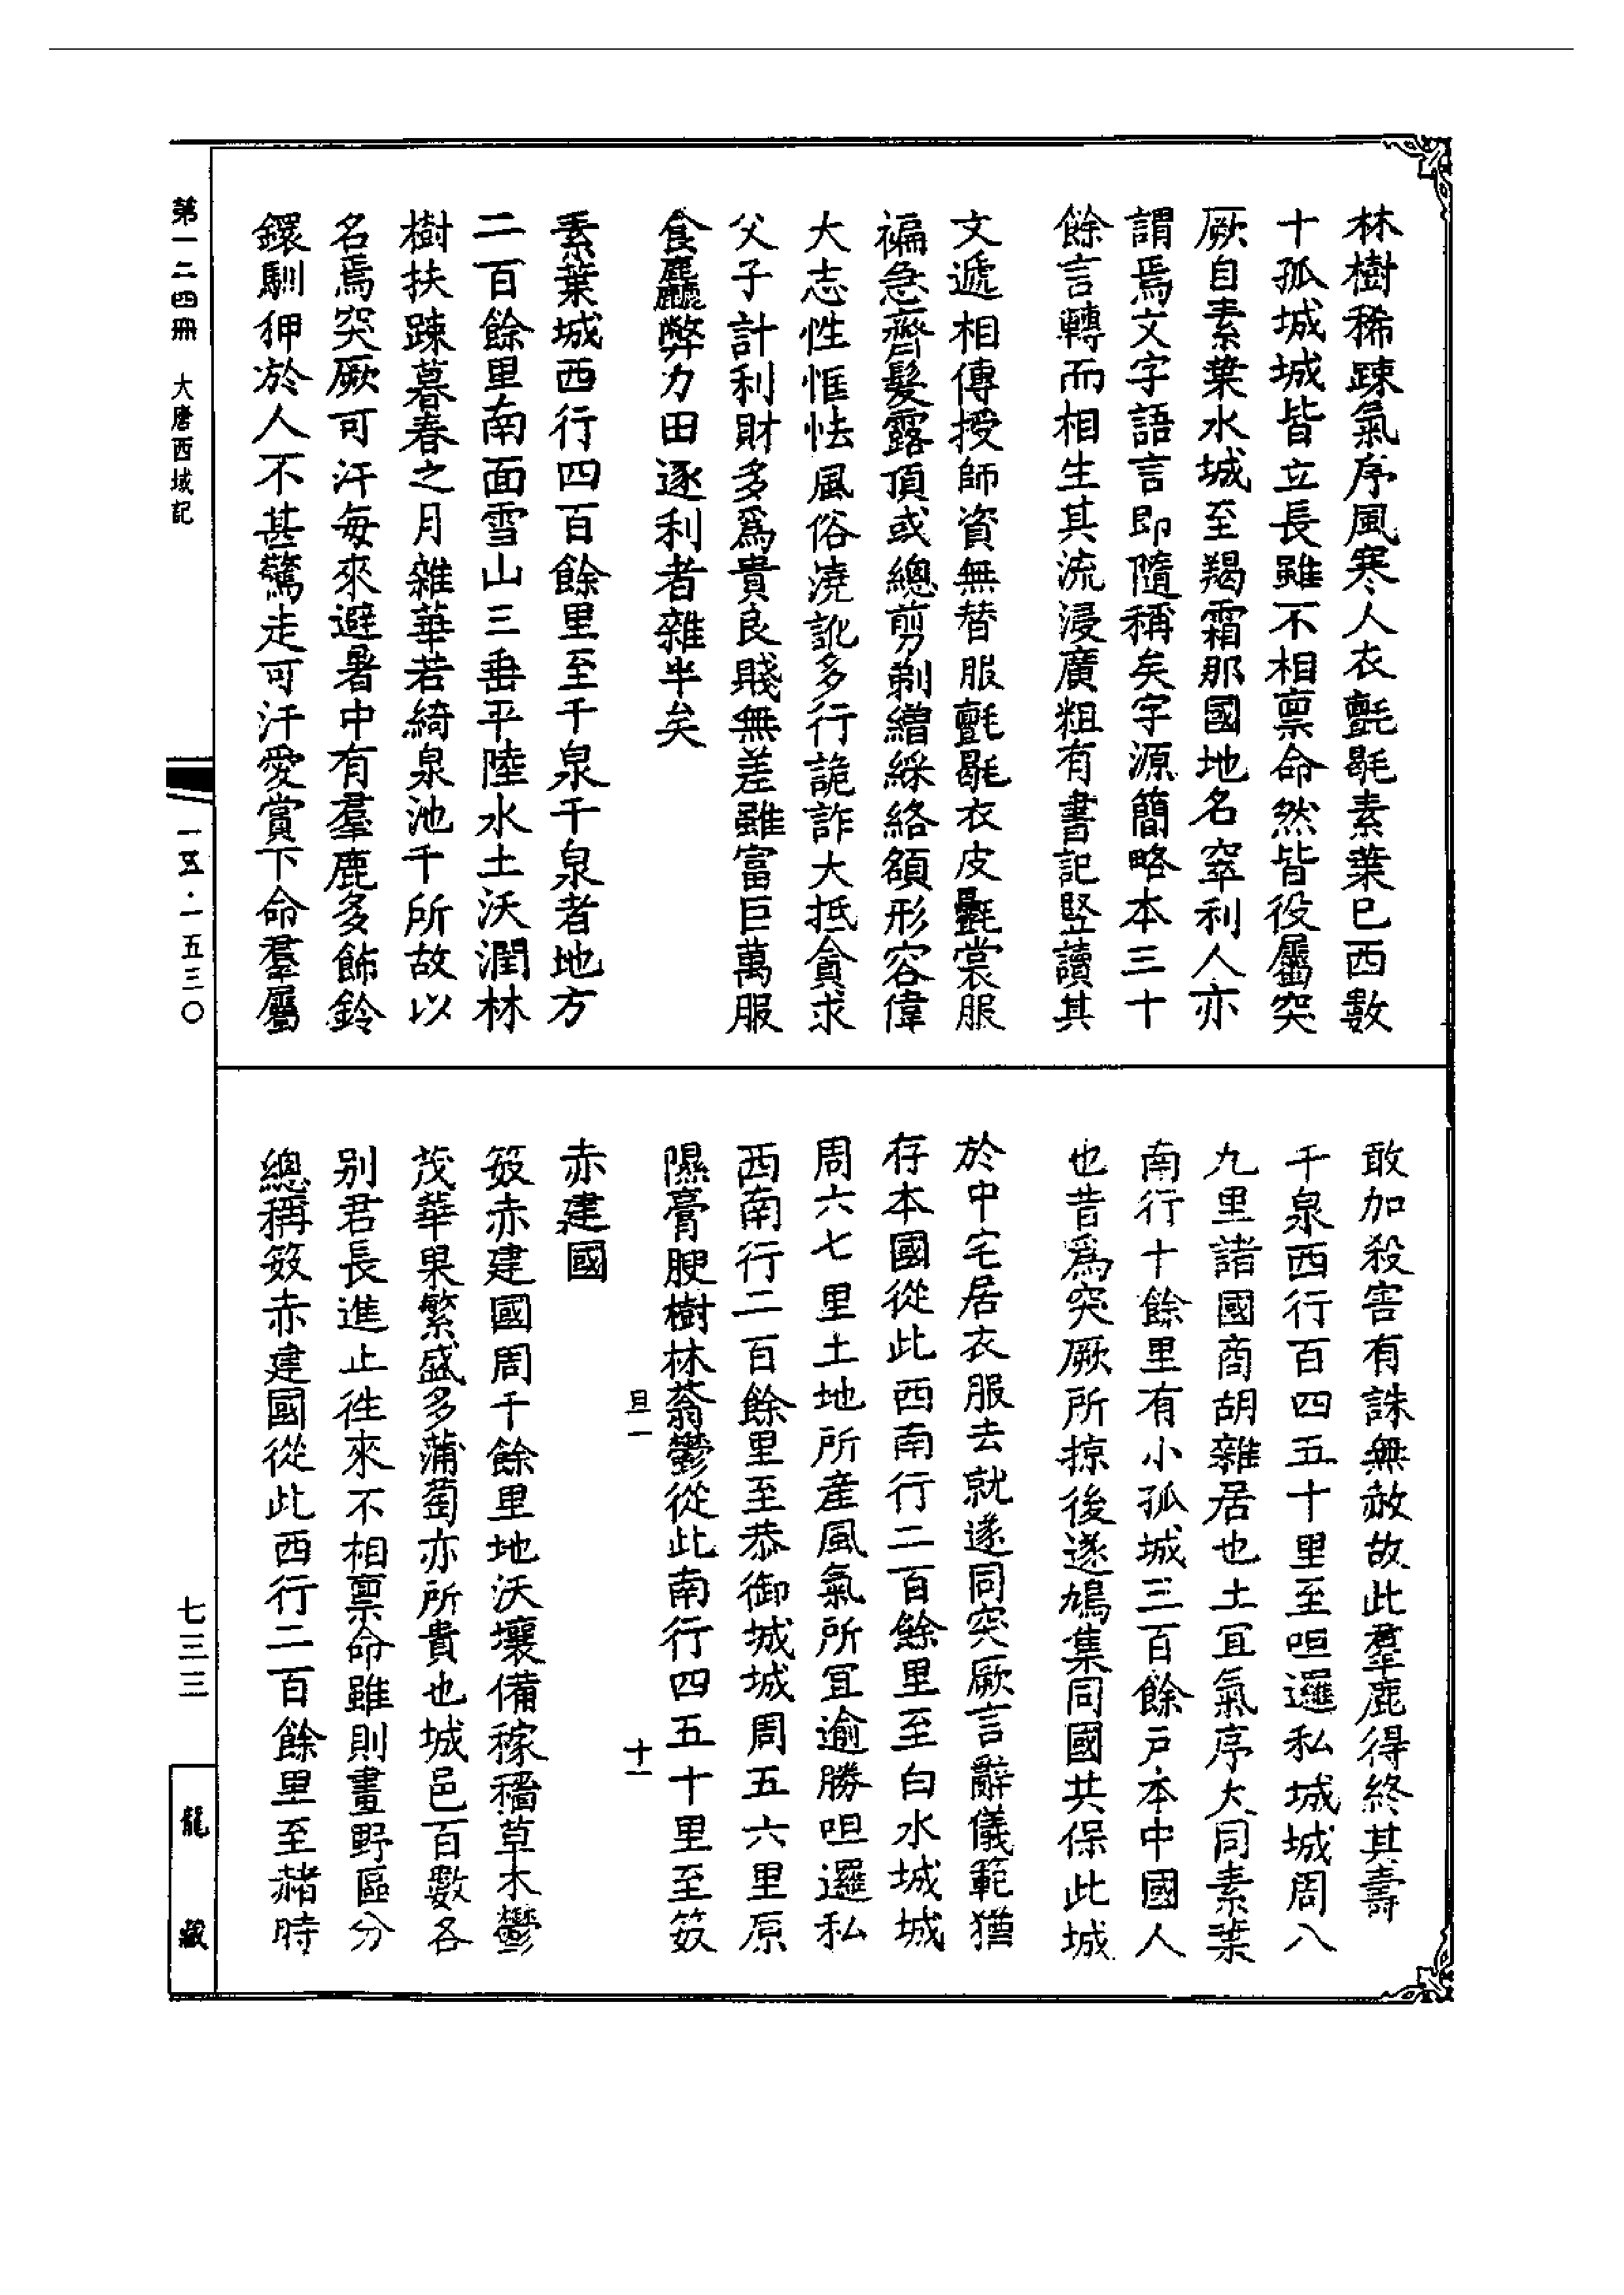 林樹稀疎氣序風寒人衣氈毼素葉已西數
十孤城城皆立長雖不相禀命然皆役屬突
厥自素葉水城至羯霜那國地名窣利人亦
謂焉文字語言即隨稱矣字源簡略本三十
餘言轉而相生其流浸廣粗有書記竪讀其
文遞相傳授師資無替服氎毼衣皮氎裳服
褊急齊髮露頂或總剪剃繒綵絡額形容偉
大志性恇怯風俗澆訛多行詭詐大抵貪求
父子計利財多爲貴良賤無差雖富巨萬服
食麤弊力田逐利者雜半矣
素葉城西行四百餘里至千泉千泉者地方
二百餘里南面雪山三垂平陸水土沃潤林
樹扶踈暮春之月雜華若綺泉池千所故以
名焉突厥可汗每來避暑中有羣鹿多飾鈴
鐶馴狎於人不甚驚走可汗愛賞下命羣屬
敢加殺害有誅無赦故此羣鹿得終其壽
千泉西行百四五十里至呾邏私城城周八
九里諸國商胡雜居也土宜氣序大同素葉
南行十餘里有小孤城三百餘戶本中國人
也昔爲突厥所掠後遂鳩集同國共保此城
於中宅居衣服去就遂同突厥言辭儀範猶
存本國從此西南行二百餘里至白水城城
周六七里土地所産風氣所宜逾勝呾邏私
西南行二百餘里至恭御城城周五六里原
隰膏腴樹林蓊鬱從此南行四五十里至笯
旦一 十一
赤建國
笯赤建國周千餘里地沃壤備稼穡草木鬱
茂華果繁盛多蒲萄亦所貴也城邑百數各
别君長進止徃來不相禀命雖則畫野區分
總稱笯赤建國從此西行二百餘里至赭時
第一二四冊 大唐西域記
一五·一五三〇
七三三
龍藏